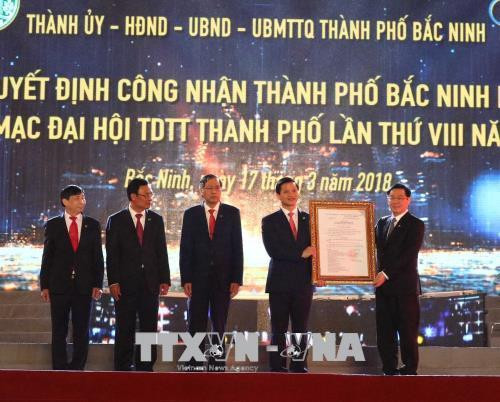 THÀNH ỦY - HĐND - UBND - UBMTTQ THÀNH PHỐ BẮC NINH
UYẾT ĐỊNH CÔNG NHẬN THÀNH PHỐ BẮC NINH
MẠC ĐẠI HỘI TDTT THÀNH PHỐ LẦN THỨ VIII NĂ
Bắc Ninh, ngày 17 tháng 3 năm 2018
TTXVN - VNA
Vietnam News Agency